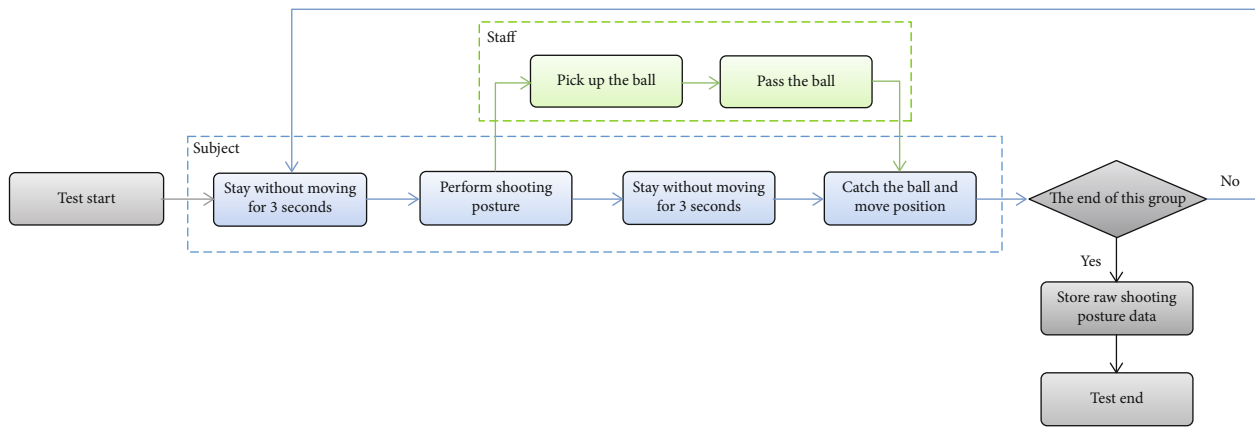 Staff
Pick up the ball
Pass the ball
Subject
Test start
Stay without moving
for 3 seconds
Perform shooting
posture
Stay without moving
for 3 seconds
Catch the ball and
move position
The end of this group
No
Yes
Store raw shooting
posture data
Test end